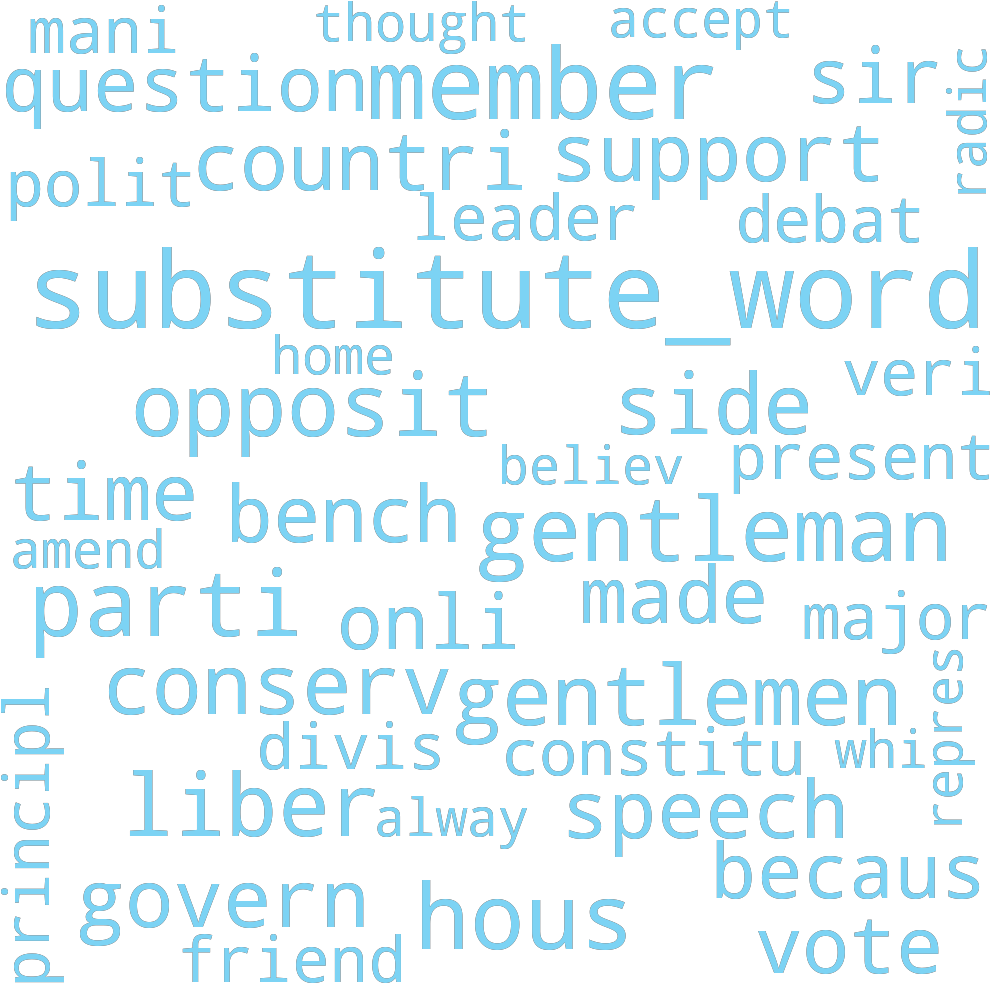 mani
thought
accept
question
member
sir
radic
polit
countri
support
leader
debat
substitute_word
home
veri
opposit
side
believ
present
time
bench
gentleman
amend
parti
onli
made
major
conserv
gentlemen
repres
principl
divis
constitu
whi
liber
alway
speech
becaus
govern
hous
friend
vote